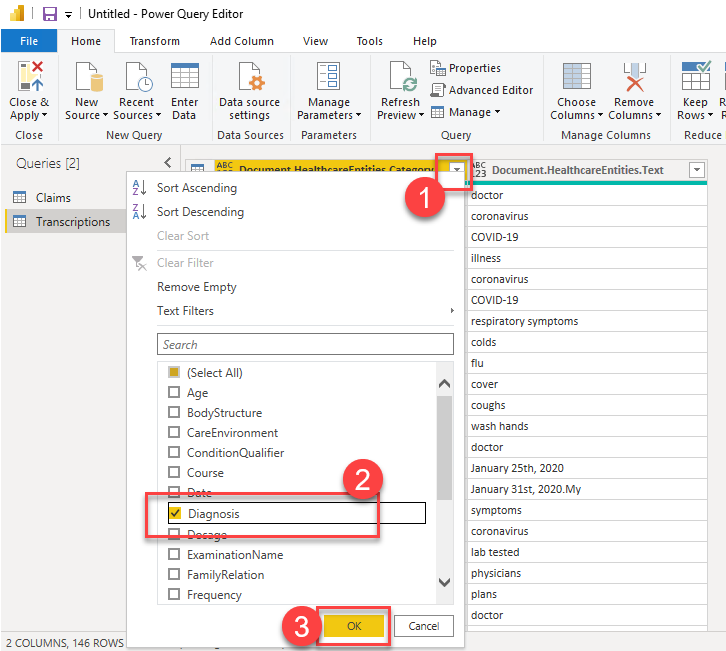 Untitled - Power Query Editor
File Home Transform Add Column View Tools Help
Close & Apply
New Source
Recent Sources
Enter Data
Data source settings
Manage Parameters
Refresh Preview
Properties
Advanced Editor
Manage
Choose Columns
Remove Columns
Keep Rows
Close New Query Data Sources Parameters Query Manage Columns Reduce
Queries [2]
Claims
Transcriptions
ABC Document.HealthcareEntities.Category
ABC 123 Document.HealthcareEntities.Text
1
Sort Ascending
Sort Descending
Clear Sort
Clear Filter
Remove Empty
Text Filters
Search
(Select All)
Age
BodyStructure
CareEnvironment
ConditionQualifier
Course
Date
2
Diagnosis
Dosage
ExaminationName
FamilyRelation
Frequency
3
OK
Cancel
doctor
coronavirus
COVID-19
illness
coronavirus
COVID-19
respiratory symptoms
colds
flu
cover
coughs
wash hands
doctor
January 25th, 2020
January 31st, 2020.My
symptoms
coronavirus
lab tested
physicians
plans
doctor
2 COLUMNS, 146 ROWS